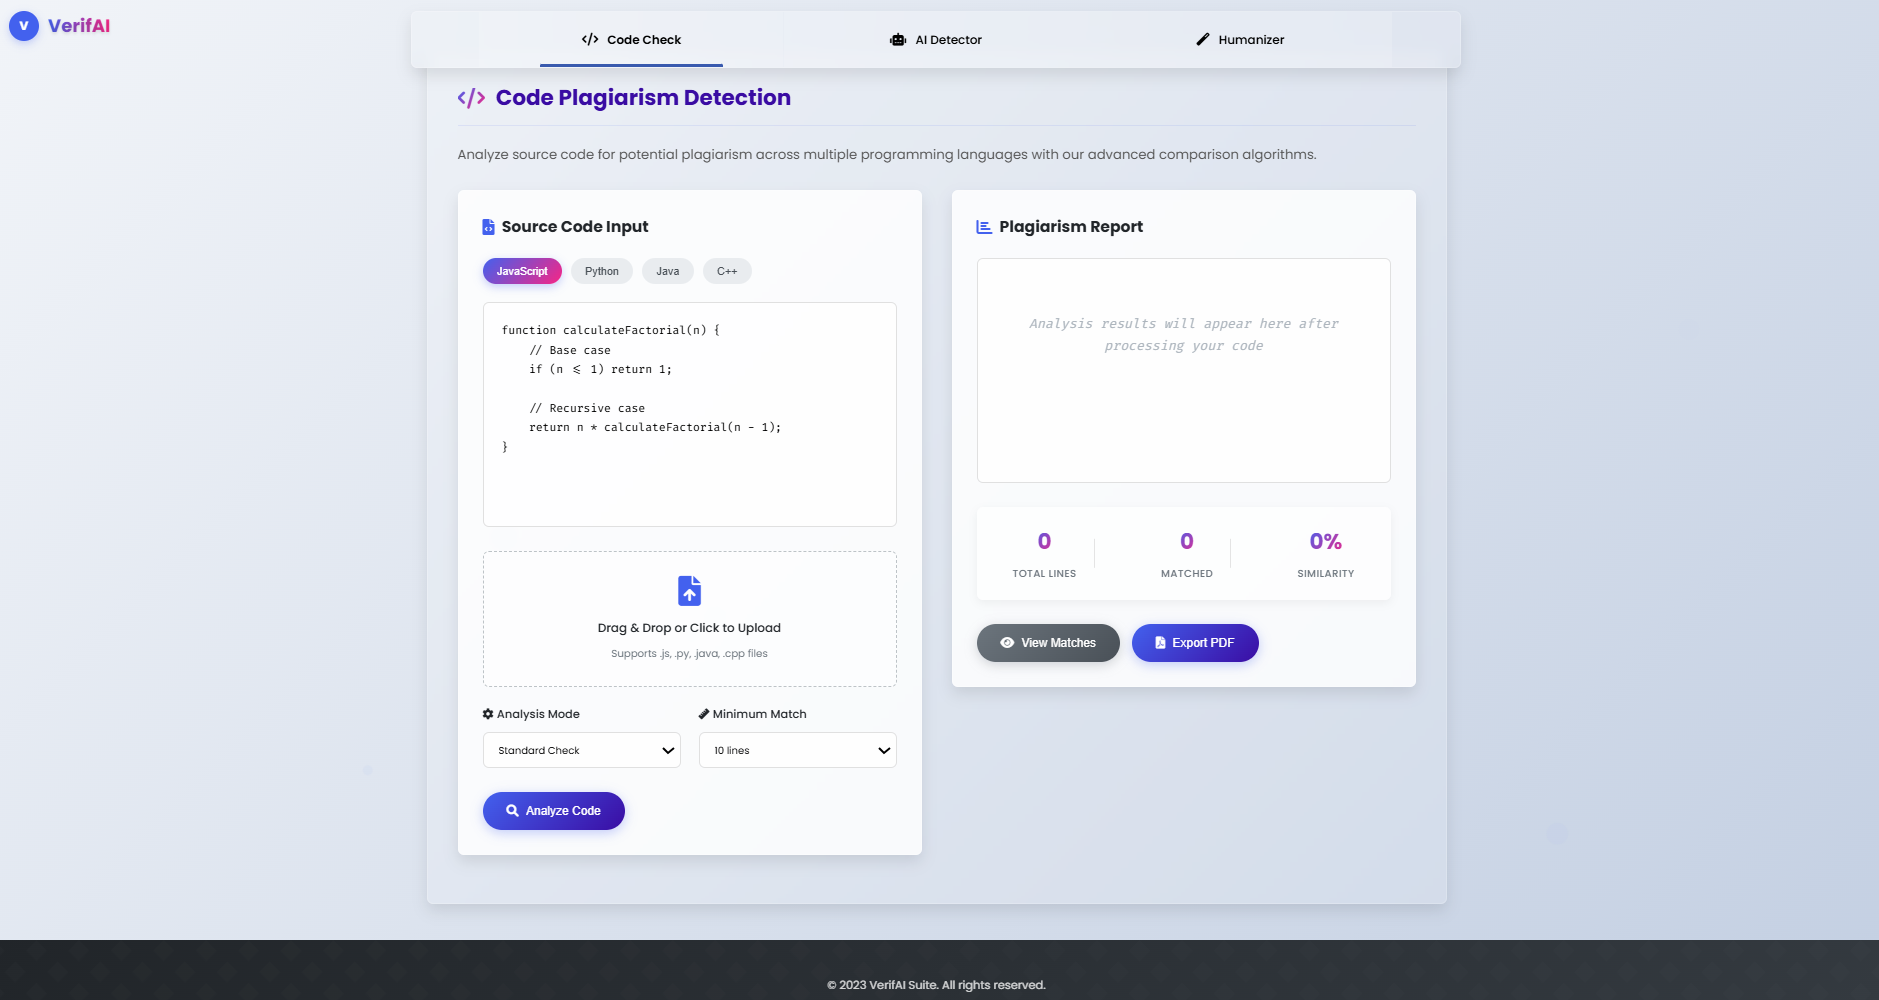 V VerifAI
Code Check
AI Detector
Humanizer
Code Plagiarism Detection
Analyze source code for potential plagiarism across multiple programming languages with our advanced comparison algorithms.
Source Code Input
JavaScript Python Java C++
function calculateFactorial(n) {
    // Base case
    if (n <= 1) return 1;
    // Recursive case
    return n * calculateFactorial(n - 1);
}
Drag & Drop or Click to Upload
Supports .js, .py, .java, .cpp files
Analysis Mode
Standard Check
Minimum Match
10 lines
Analyze Code
Plagiarism Report
Analysis results will appear here after
processing your code
0
TOTAL LINES
0
MATCHED
0%
SIMILARITY
View Matches
Export PDF
© 2023 VerifAI Suite. All rights reserved.